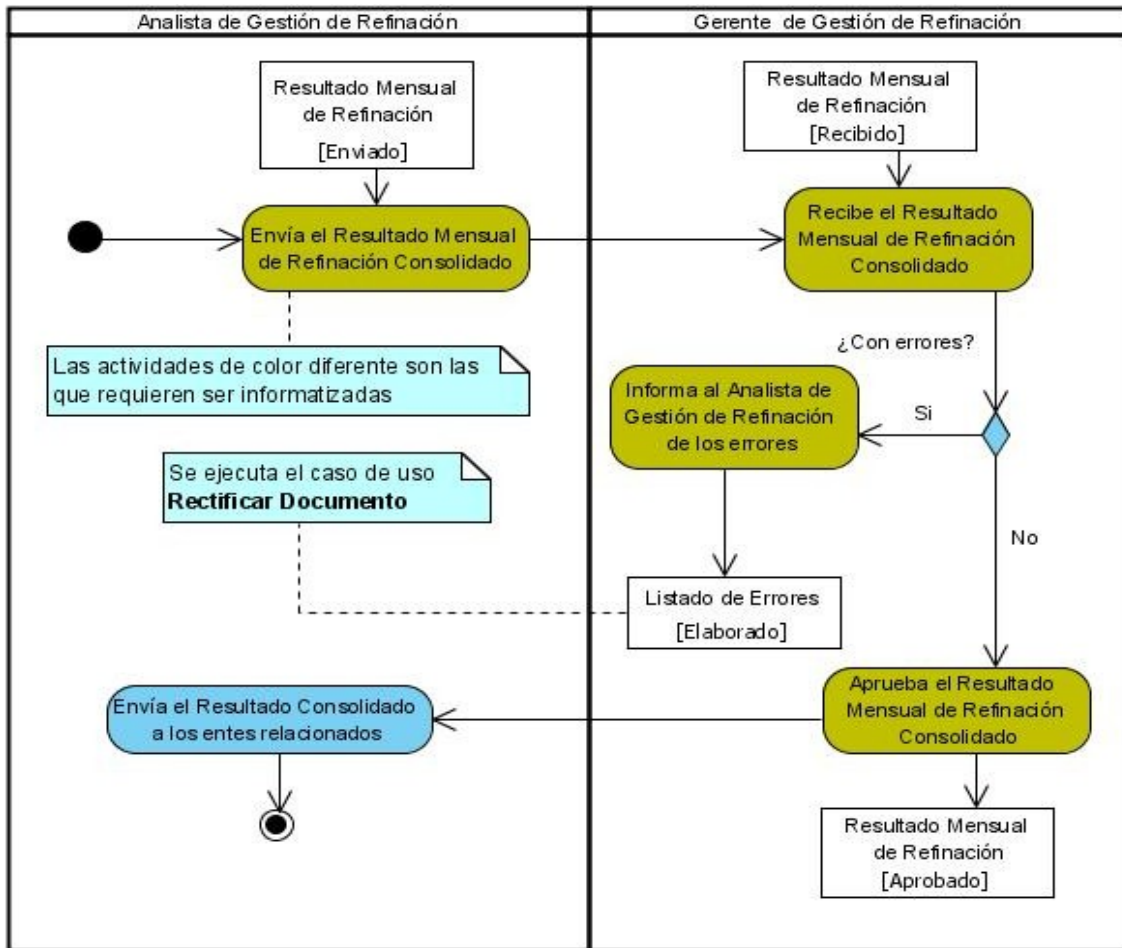 Analista de Gestión de Refinación
Gerente de Gestión de Refinación
Resultado Mensual
de Refinación
[Enviado]
Resultado Mensual
de Refinación
[Recibido]
Envía el Resultado Mensual
de Refinación Consolidado
Recibe el Resultado
Mensual de Refinación
Consolidado
Las actividades de color diferente son las
que requieren ser informatizadas
¿Con errores?
Informa al Analista de
Gestión de Refinación
de los errores
Si
Se ejecuta el caso de uso
Rectificar Documento
No
Listado de Errores
[Elaborado]
Envía el Resultado Consolidado
a los entes relacionados
Aprueba el Resultado
Mensual de Refinación
Consolidado
Resultado Mensual
de Refinación
[Aprobado]